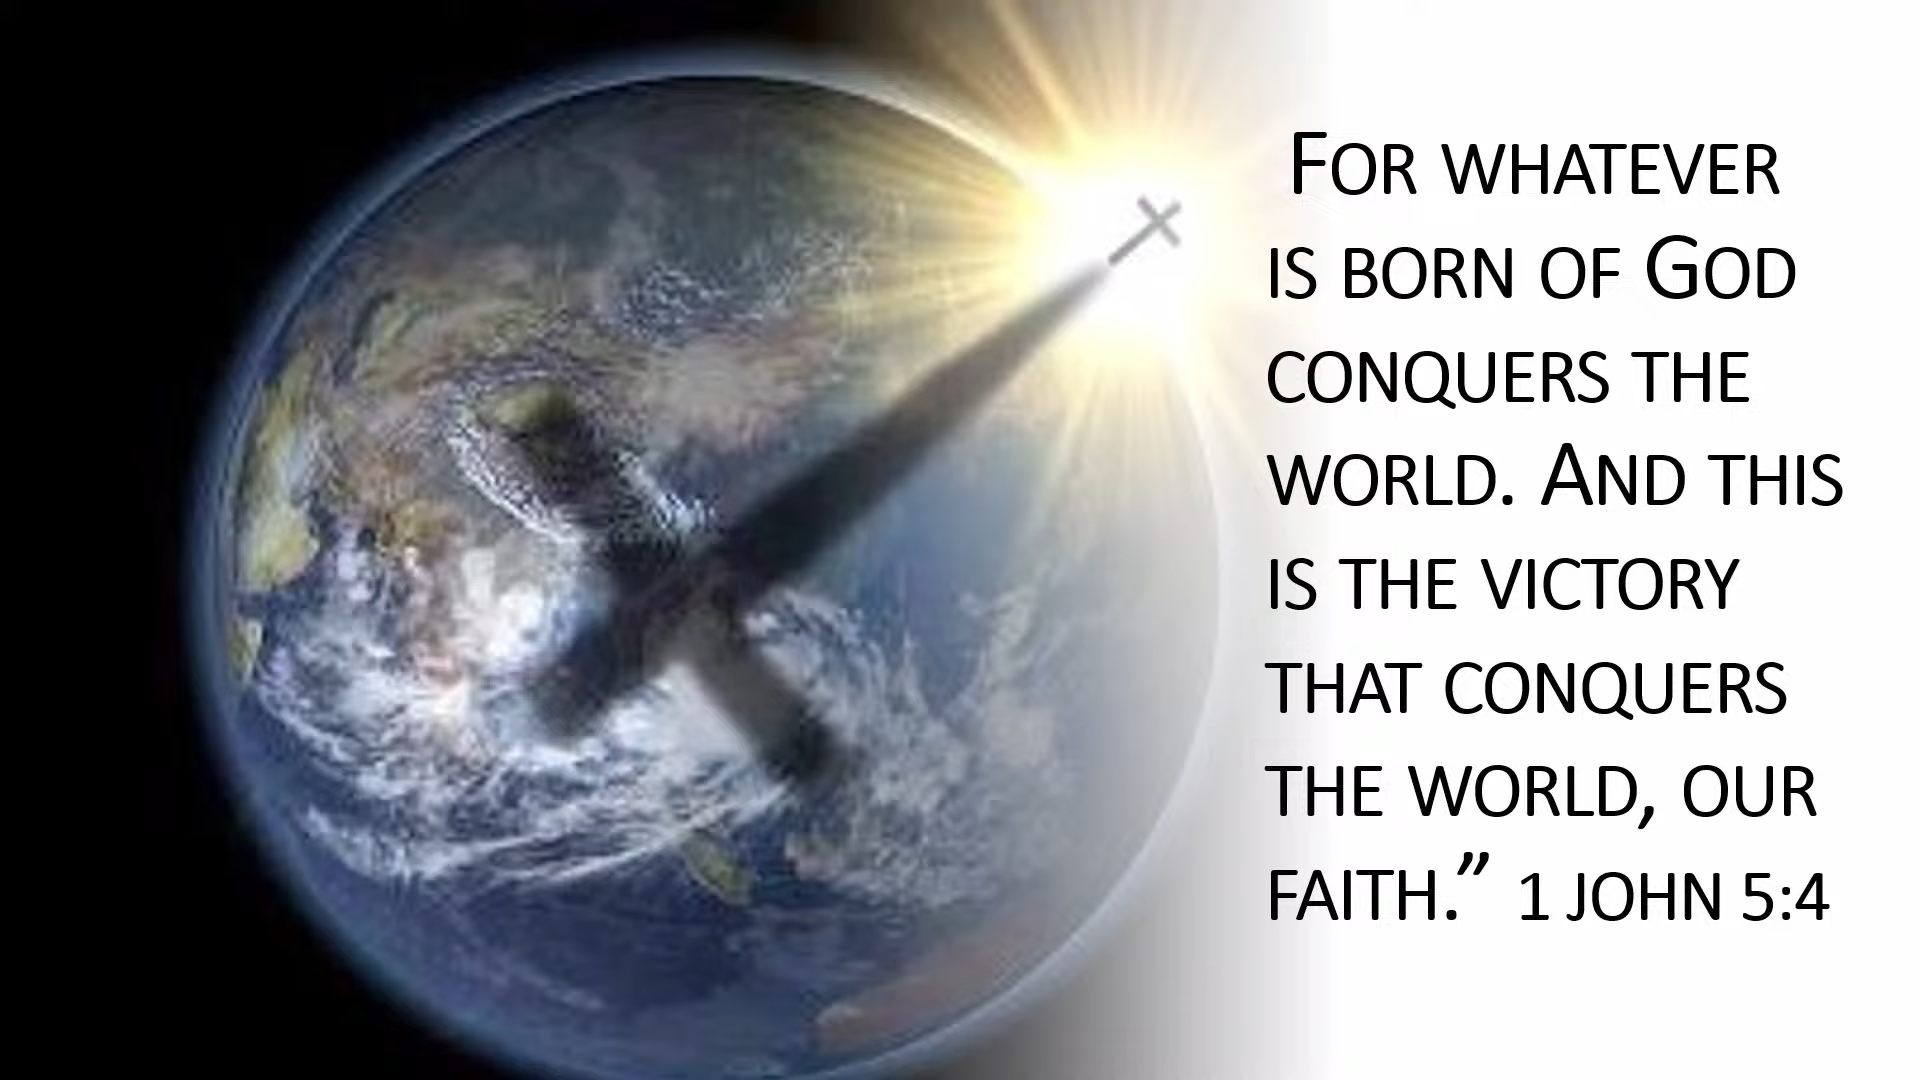 For whatever
is born of God
conquers the
world. And this
is the victory
that conquers
the world, our
faith.” 1 John 5:4